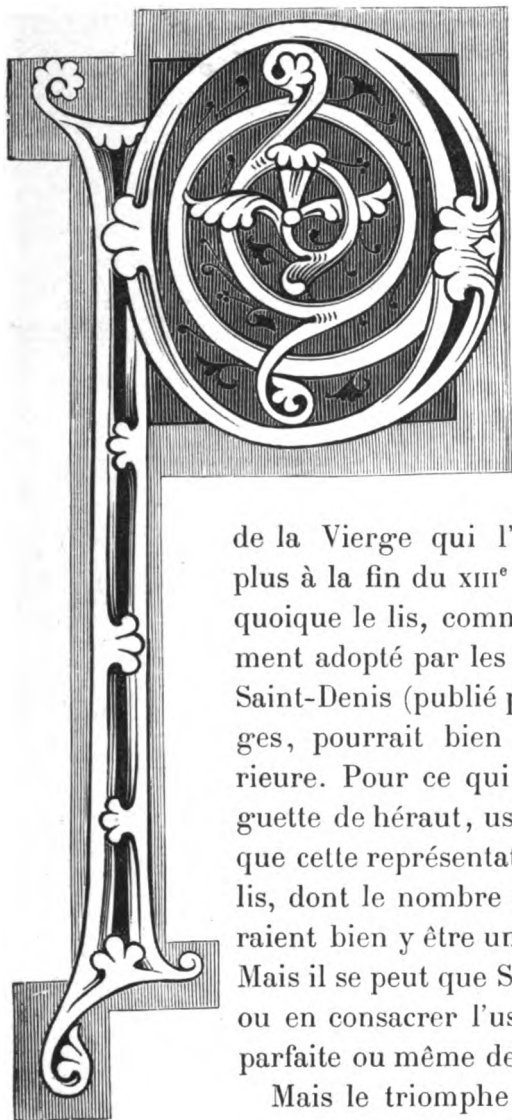 P
de la Vierge qui l'
plus à la fin du XIIIᵉ
quoique le lis, comm
ment adopté par les
Saint-Denis (publié p
ges, pourrait bien
rieure. Pour ce qui
guette de héraut, us
que cette représentat
lis, dont le nombre
raient bien y être un
Mais il se peut que S
ou en consacrer l'us
parfaite ou même de
Mais le triomphe